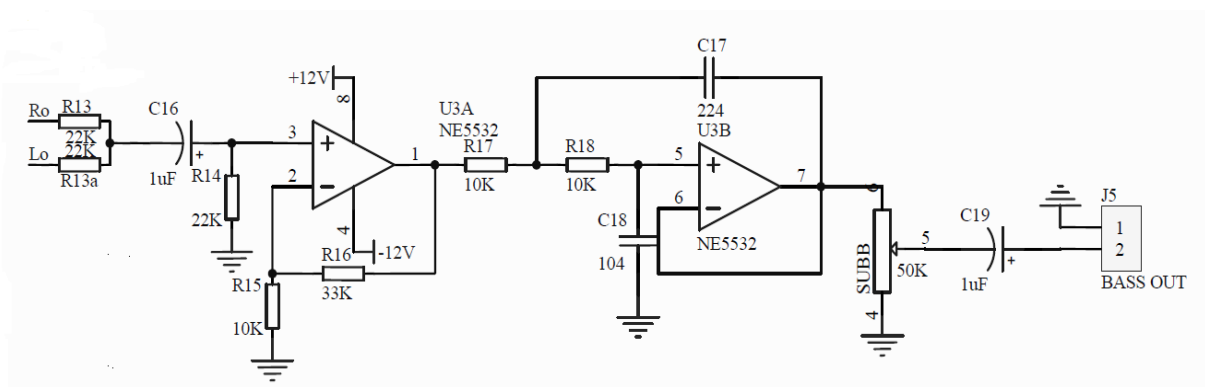 Ro
R13
22K
Lo
22K
R13a
C16
1uF
+
R14
22K
+12V
8
3
+
2
-
1
4
-12V
U3A
NE5532
R16
33K
R15
10K
R17
10K
R18
10K
C17
224
U3B
5
+
6
-
7
NE5532
C18
104
6
SUBB
5
50K
4
C19
1uF
+
J5
1
2
BASS OUT